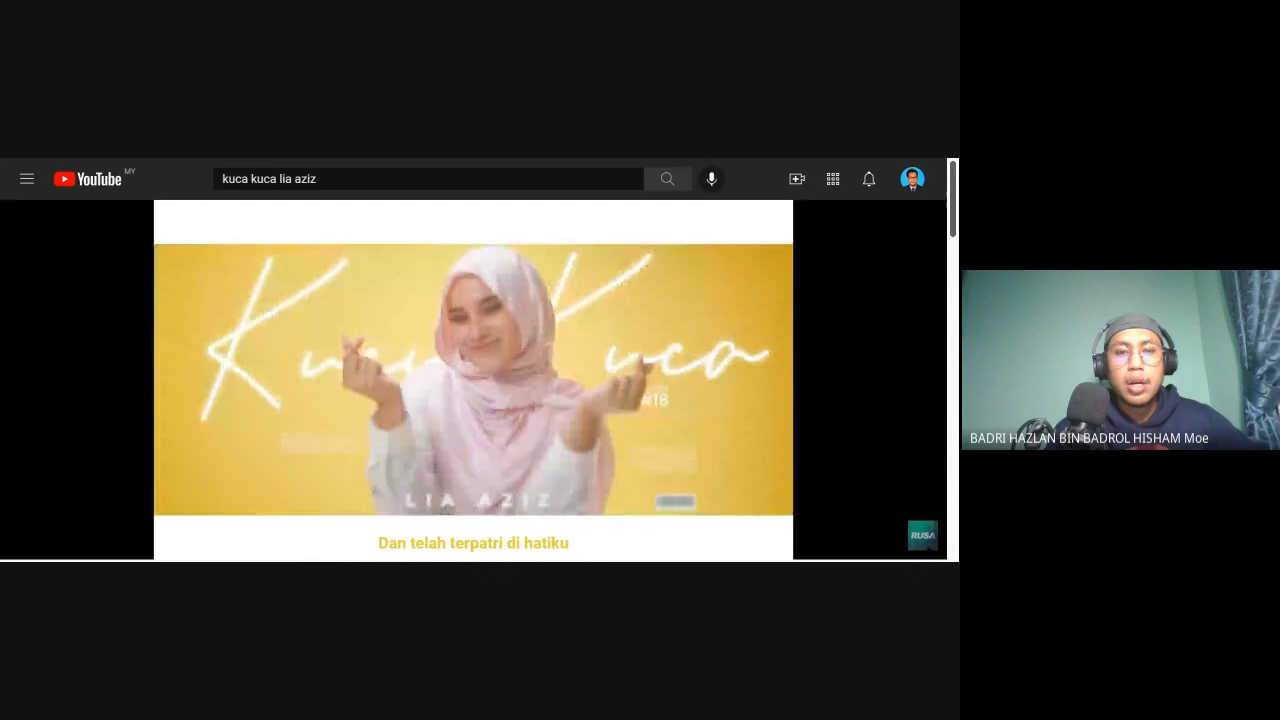 YouTube MY
kuca kuca lia aziz
Kuca Kuca
#18
LIA AZIZ
Dan telah terpatri di hatiku
RUSA
BADRI HAZLAN BIN BADROL HISHAM Moe